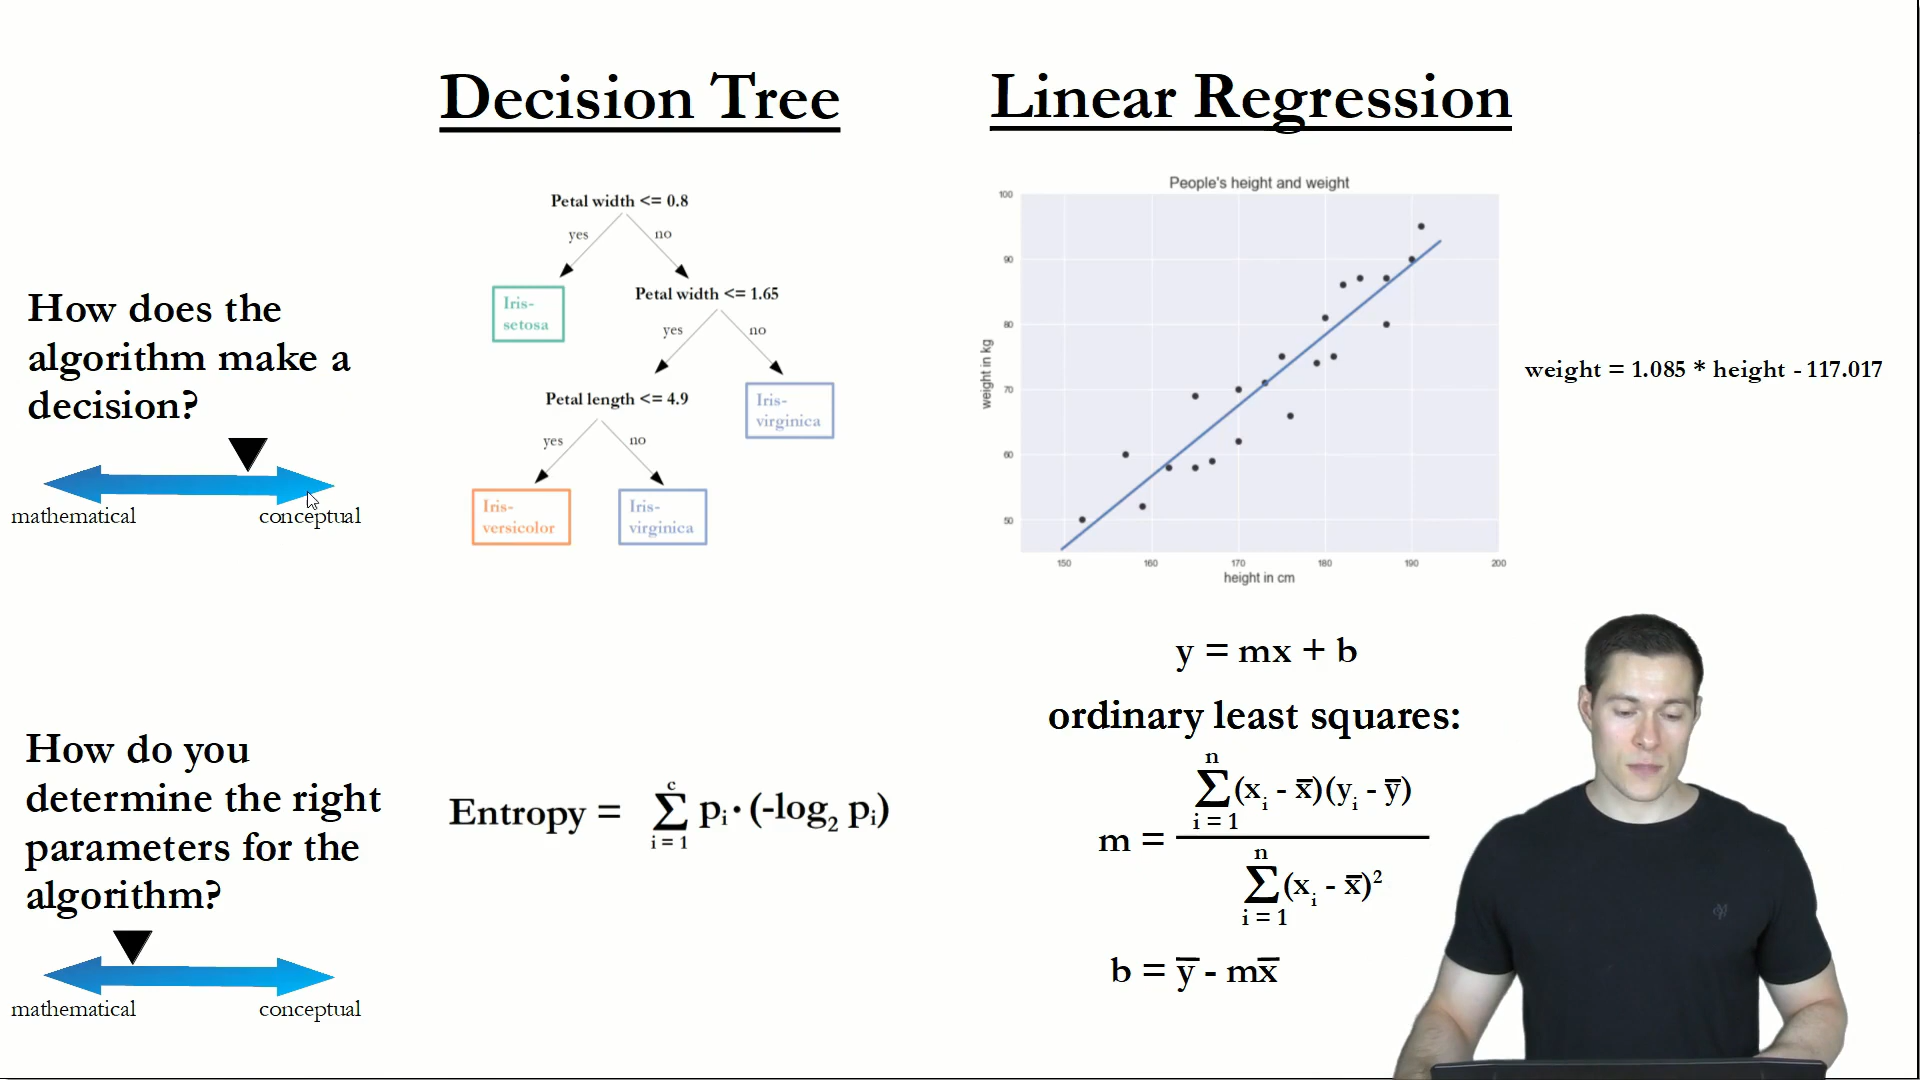 Decision Tree
Linear Regression
How does the
algorithm make a
decision?
mathematical
conceptual
Petal width <= 0.8
yes
no
Iris-
setosa
Petal width <= 1.65
yes
no
Petal length <= 4.9
Iris-
virginica
yes
no
Iris-
versicolor
Iris-
virginica
People's height and weight
weight in kg
100
90
80
70
60
50
150 160 170 180 190 200
height in cm
weight = 1.085 * height - 117.017
How do you
determine the right
parameters for the
algorithm?
mathematical
conceptual
Entropy = c∑i = 1 pᵢ · (-log₂ pᵢ)
y = mx + b
ordinary least squares:
n
∑(xᵢ - x̅)(yᵢ - y̅)
i = 1
m =
n
∑(xᵢ - x̅)²
i = 1
b = y̅ - mx̅